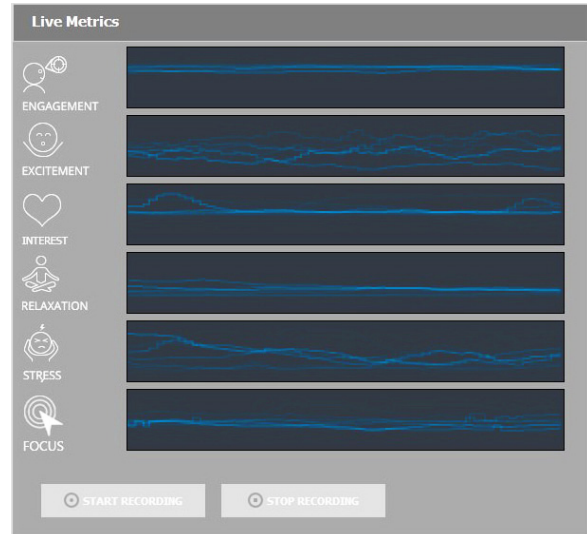 Live Metrics
ENGAGEMENT
EXCITEMENT
INTEREST
RELAXATION
STRESS
FOCUS
START RECORDING
STOP RECORDING